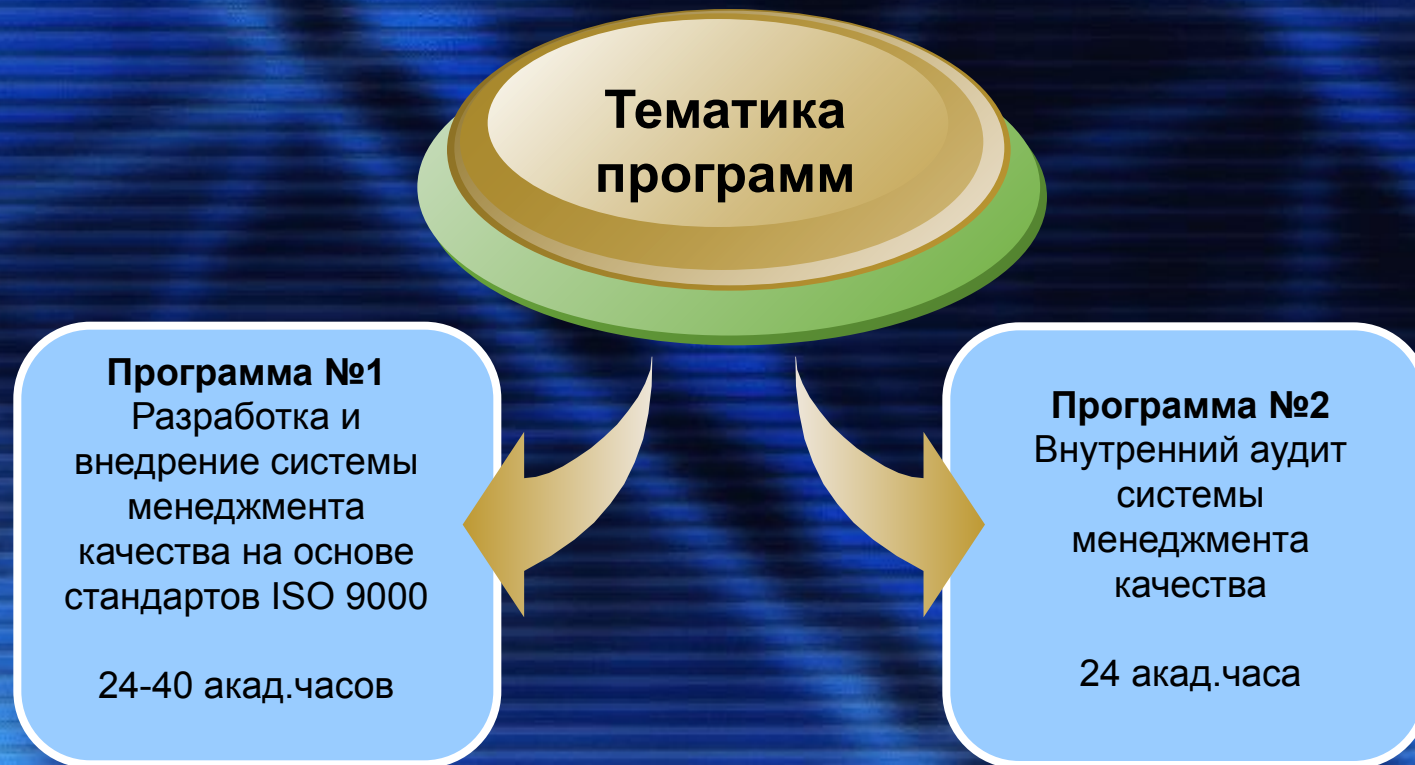 Тематика
программ
Программа №1
Разработка и
внедрение системы
менеджмента
качества на основе
стандартов ISO 9000
24-40 акад.часов
Программа №2
Внутренний аудит
системы
менеджмента
качества
24 акад.часа